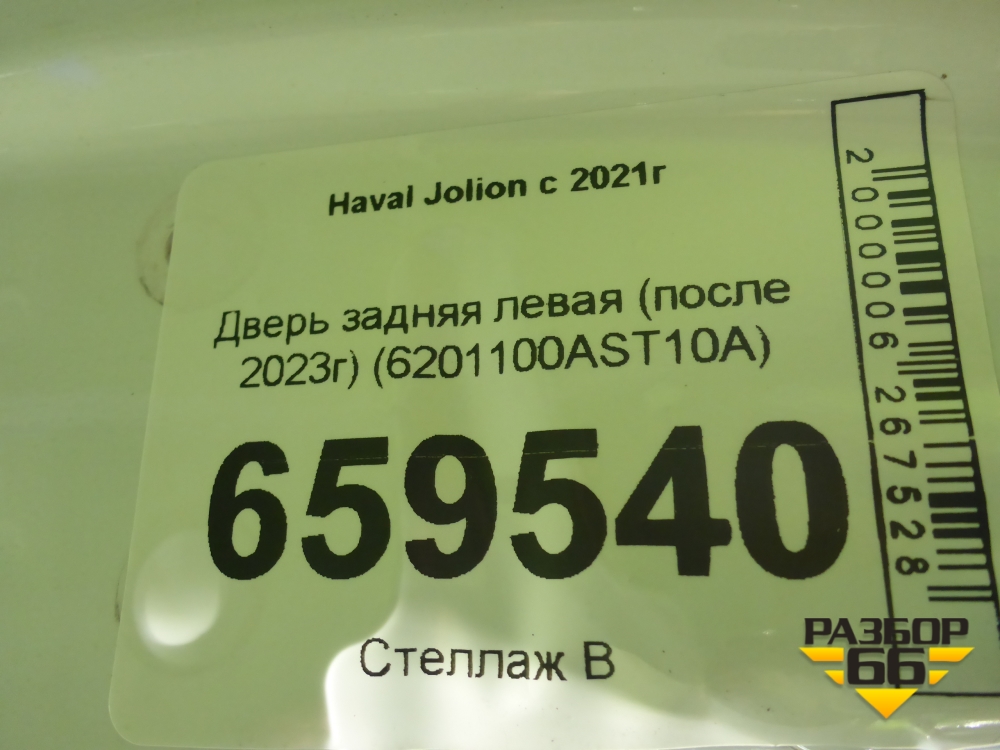 Haval Jolion с 2021г
Дверь задняя левая (после
2023г) (6201100AST10A)
659540
Стеллаж В
2000006267528
РАЗБОР
66